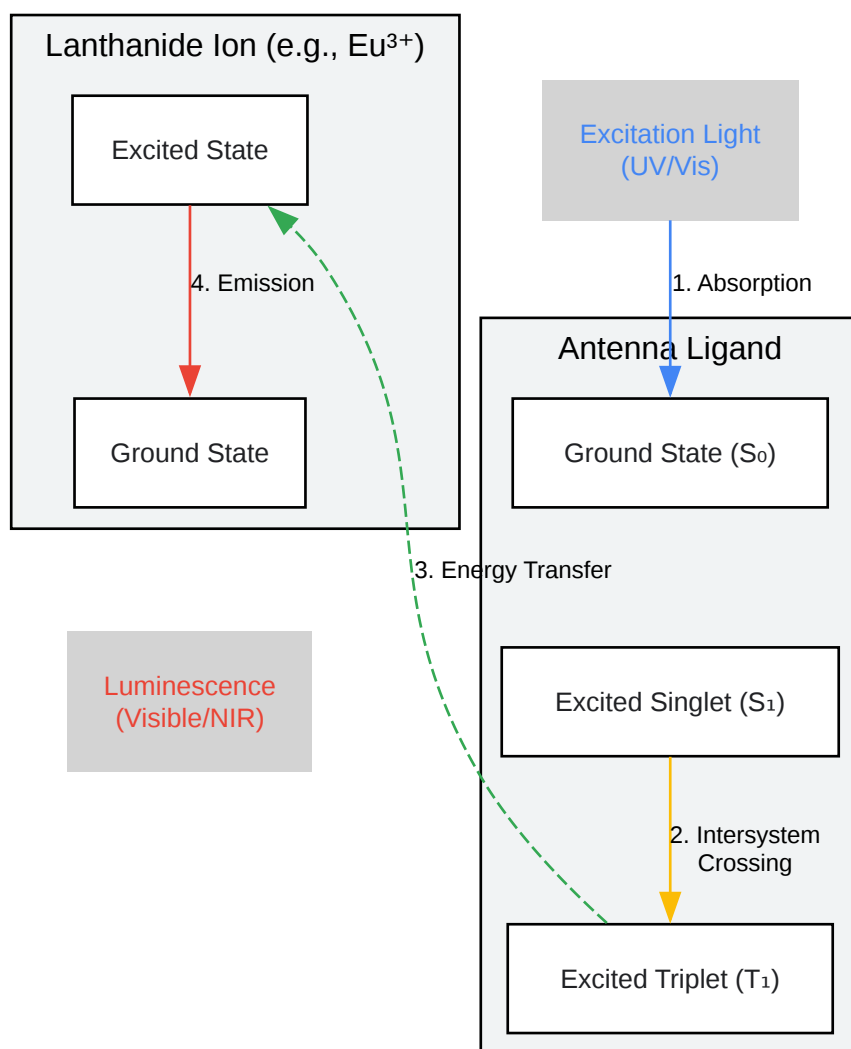 Lanthanide Ion (e.g., Eu³⁺)
Excited State
4. Emission
Ground State
Excitation Light
(UV/Vis)
1. Absorption
Antenna Ligand
Ground State (S₀)
3. Energy Transfer
Luminescence
(Visible/NIR)
Excited Singlet (S₁)
2. Intersystem
Crossing
Excited Triplet (T₁)